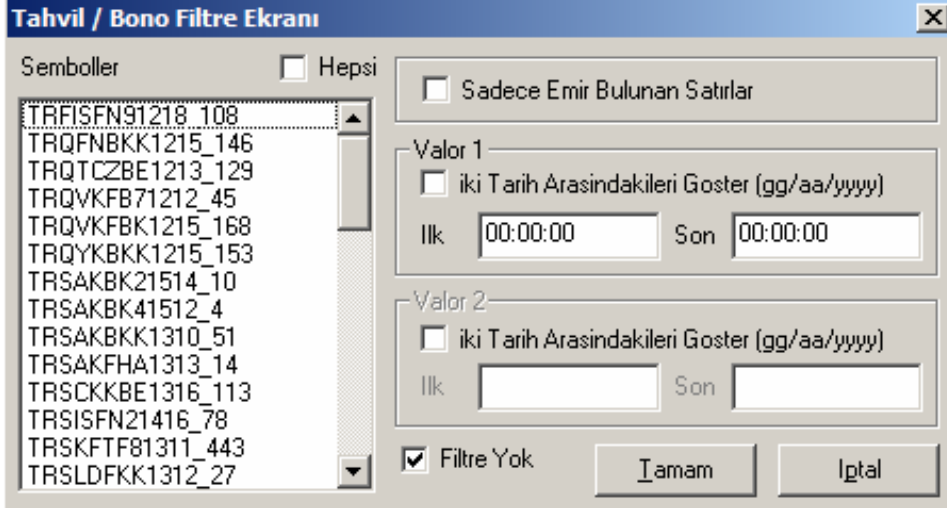 Tahvil / Bono Filtre Ekranı
Semboller
Hepsi
TRFISFN91218_108
TRQFNBKK1215_146
TRQTCZBE1213_129
TRQVKFB71212_45
TRQVKFBK1215_168
TRQYKBKK1215_153
TRSAKBK21514_10
TRSAKBK41512_4
TRSAKBKK1310_51
TRSAKFHA1313_14
TRSCKKBE1316_113
TRSISFN21416_78
TRSKFTF81311_443
TRSLDFKK1312_27
Sadece Emir Bulunan Satırlar
Valor 1
iki Tarih Arasindakileri Goster (gg/aa/yyyy)
Ilk 00:00:00 Son 00:00:00
Valor 2
iki Tarih Arasindakileri Goster (gg/aa/yyyy)
Ilk Son
Filtre Yok
Tamam
Iptal